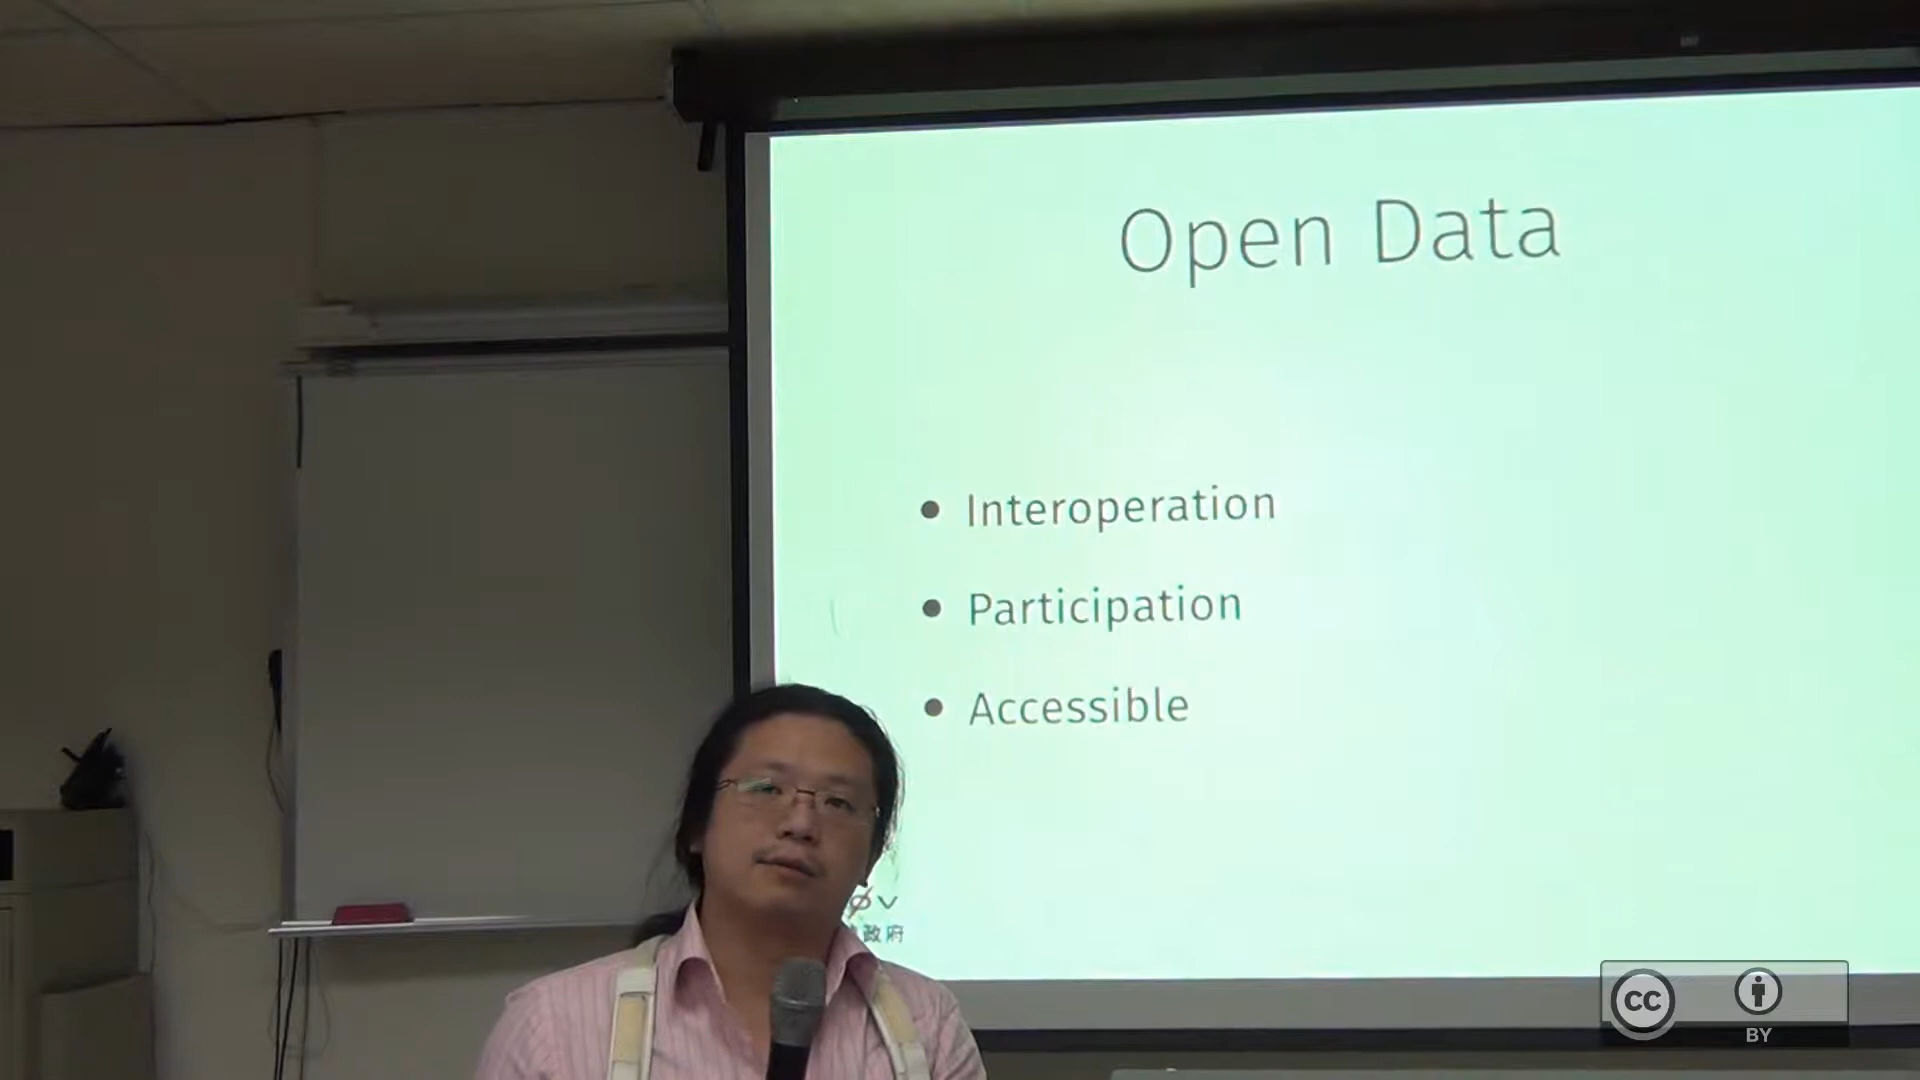 Open Data
• Interoperation
• Participation
• Accessible
政府
CC
BY